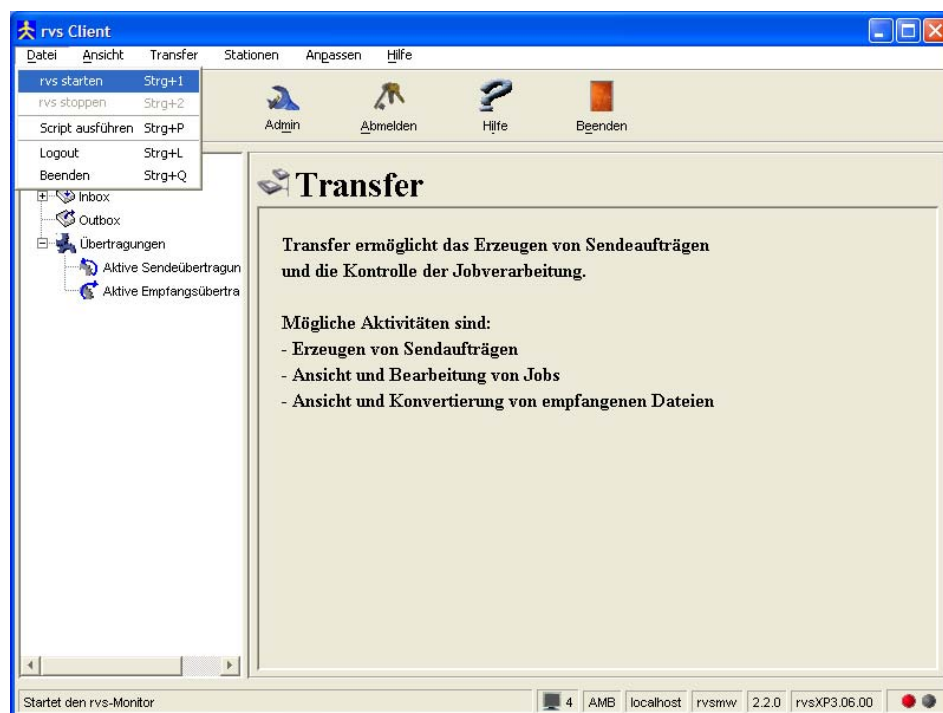 rvs Client
Datei Ansicht Transfer Stationen Anpassen Hilfe
rvs starten Strg+1
rvs stoppen Strg+2
Script ausführen Strg+P
Logout Strg+L
Beenden Strg+Q
Admin Abmelden Hilfe Beenden
Inbox
Outbox
Übertragungen
Aktive Sendeübertragun
Aktive Empfangsübertra
Transfer
Transfer ermöglicht das Erzeugen von Sendeaufträgen
und die Kontrolle der Jobverarbeitung.
Mögliche Aktivitäten sind:
- Erzeugen von Sendaufträgen
- Ansicht und Bearbeitung von Jobs
- Ansicht und Konvertierung von empfangenen Dateien
Startet den rvs-Monitor 4 AMB localhost rvsmw 2.2.0 rvsXP3.06.00